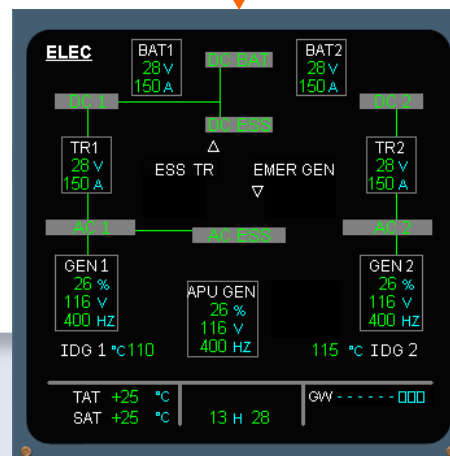 ELEC
BAT1
28 V
150 A
DC BAT
BAT2
28 V
150 A
DC 1
DC 2
DC ESS
TR1
28 V
150 A
ESS TR
EMER GEN
TR2
28 V
150 A
AC 1
AC ESS
AC 2
GEN 1
26 %
116 V
400 HZ
APU GEN
26 %
116 V
400 HZ
GEN 2
26 %
116 V
400 HZ
IDG 1 °C 110
115 °C IDG 2
TAT +25 °C
SAT +25 °C
13 H 28
GW ------